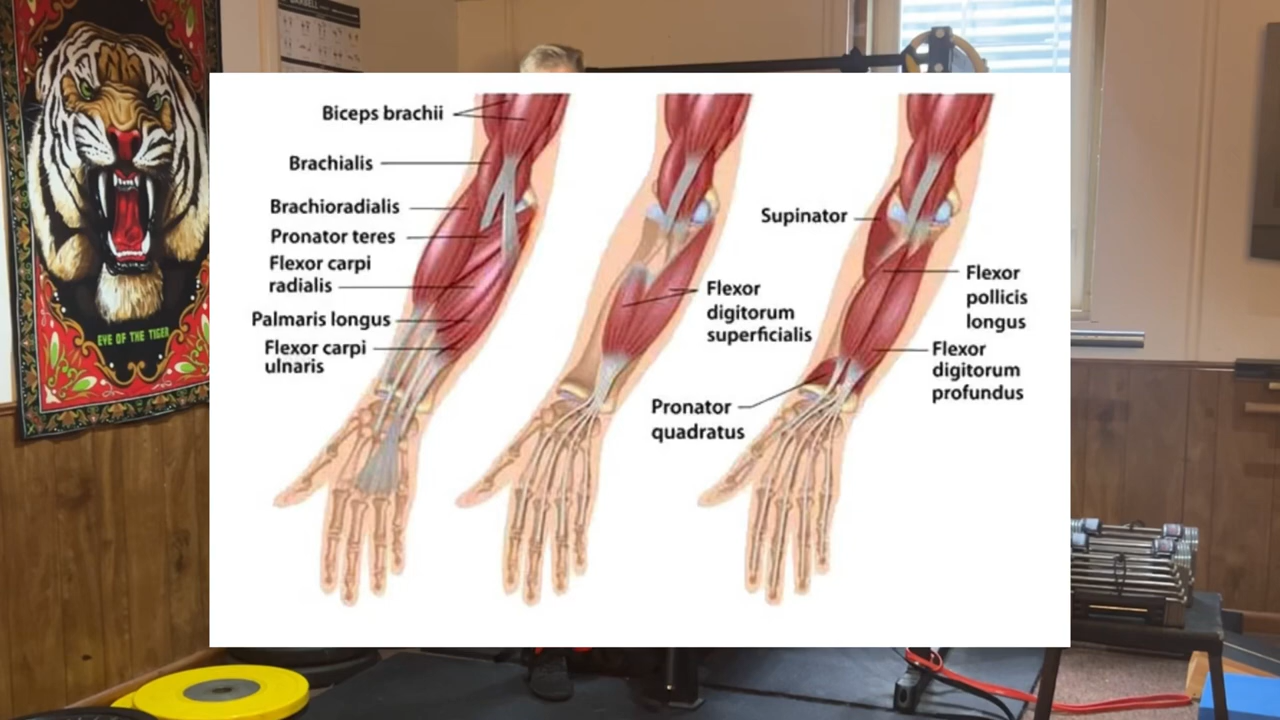 EYE OF THE TIGER
Biceps brachii
Brachialis
Brachioradialis
Pronator teres
Flexor carpi
radialis
Palmaris longus
Flexor carpi
ulnaris
Flexor
digitorum
superficialis
Pronator
quadratus
Supinator
Flexor
pollicis
longus
Flexor
digitorum
profundus